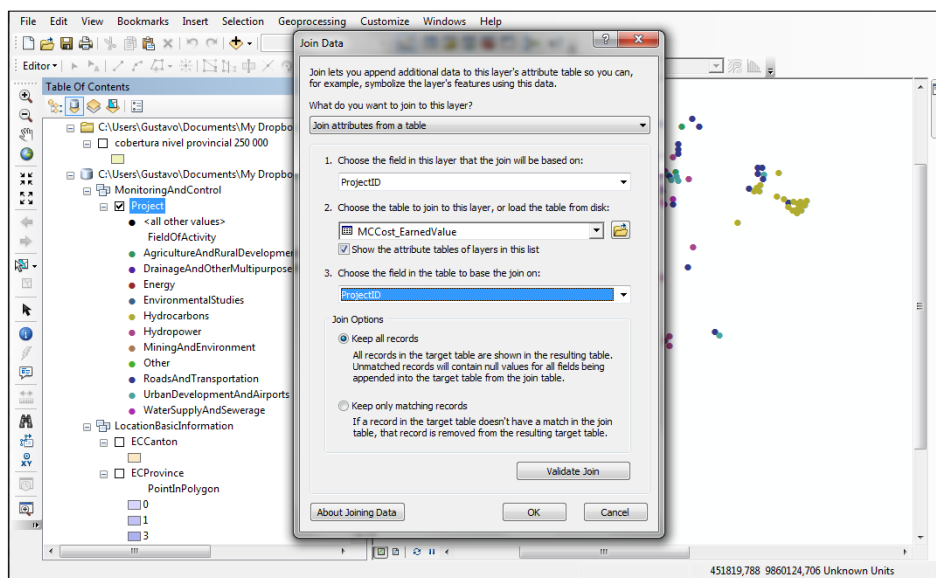 File Edit View Bookmarks Insert Selection Geoprocessing Customize Windows Help
Editor
Table Of Contents
C:\Users\Gustavo\Documents\My Dropbo
cobertura nivel provincial 250 000
C:\Users\Gustavo\Documents\My Dropbo
MonitoringAndControl
Project
<all other values>
FieldOfActivity
AgricultureAndRuralDevelopme
DrainageAndOtherMultipurpose
Energy
EnvironmentalStudies
Hydrocarbons
Hydropower
MiningAndEnvironment
Other
RoadsAndTransportation
UrbanDevelopmentAndAirports
WaterSupplyAndSewerage
LocationBasicInformation
ECCanton
ECProvince
PointInPolygon
0
1
3
Join Data
Join lets you append additional data to this layer's attribute table so you can,
for example, symbolize the layer's features using this data.
What do you want to join to this layer?
Join attributes from a table
1. Choose the field in this layer that the join will be based on:
ProjectID
2. Choose the table to join to this layer, or load the table from disk:
MCCost_EarnedValue
Show the attribute tables of layers in this list
3. Choose the field in the table to base the join on:
ProjectID
Join Options
Keep all records
All records in the target table are shown in the resulting table.
Unmatched records will contain null values for all fields being
appended into the target table from the join table.
Keep only matching records
If a record in the target table doesn't have a match in the join
table, that record is removed from the resulting target table.
Validate Join
About Joining Data OK Cancel
451819,788 9860124,706 Unknown Units